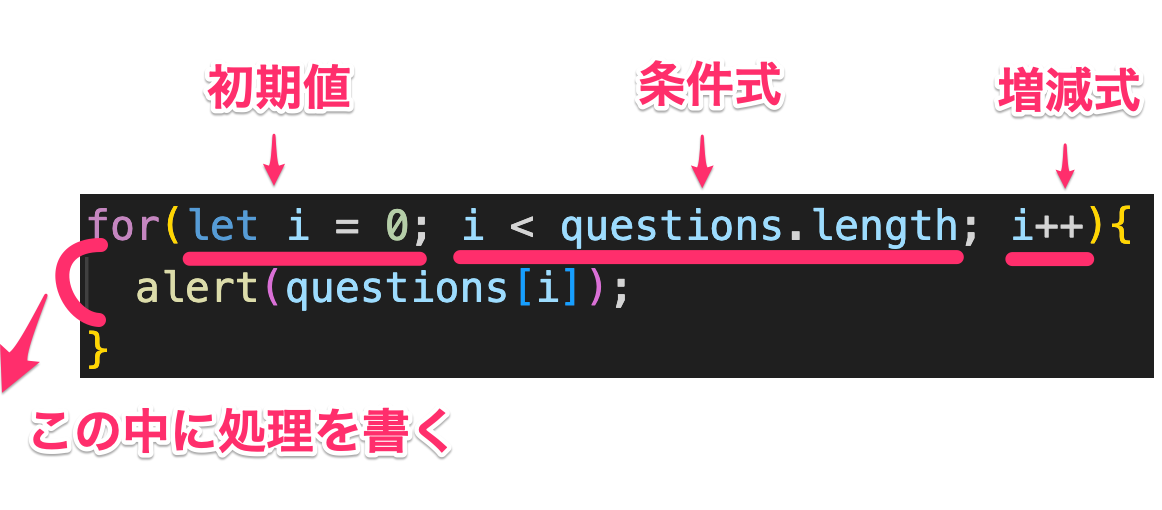 初期値 条件式 増減式
for(let i = 0; i < questions.length; i++){
alert(questions[i]);
}
この中に処理を書く